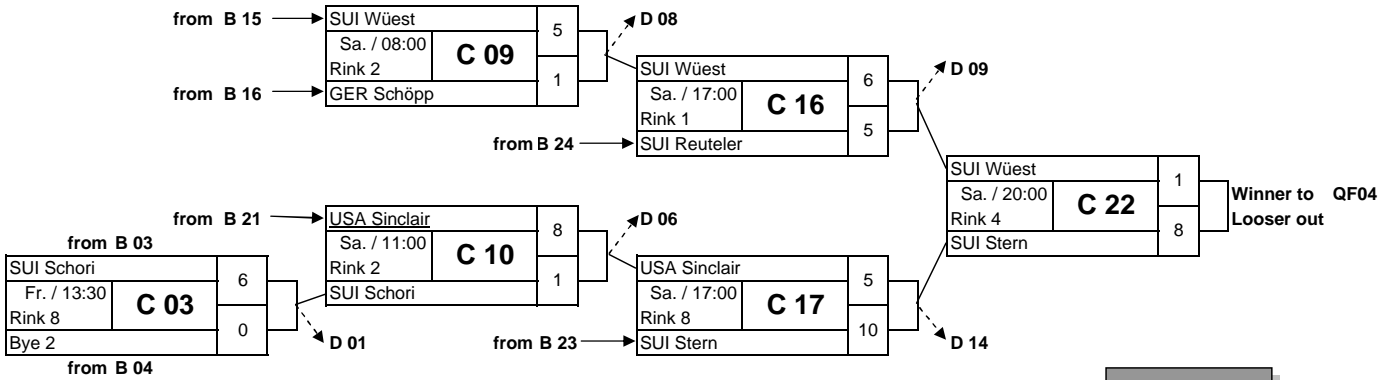 from B 15
SUI Wüest
5
D 08
Sa. / 08:00
C 09
Rink 2
1
from B 16
GER Schöpp
SUI Wüest
6
D 09
Sa. / 17:00
C 16
Rink 1
5
from B 24
SUI Reuteler
SUI Wüest
1
Sa. / 20:00
C 22
Winner to QF04
Rink 4
8
Looser out
SUI Stern
from B 21
USA Sinclair
8
D 06
Sa. / 11:00
C 10
Rink 2
1
SUI Schori
from B 03
SUI Schori
6
Fr. / 13:30
C 03
Rink 8
0
Bye 2
D 01
from B 04
USA Sinclair
5
Sa. / 17:00
C 17
Rink 8
10
from B 23
SUI Stern
D 14